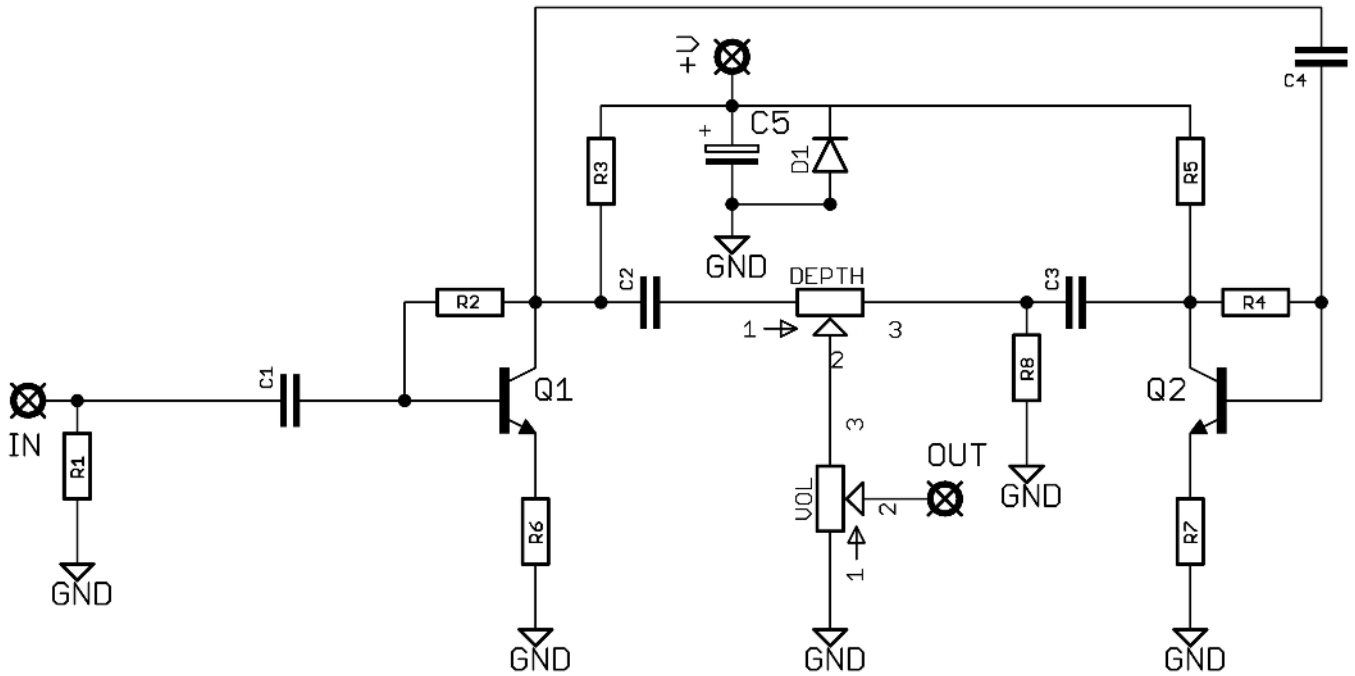 +V
C4
C5
+
R3
D1
R5
GND
DEPTH
C2
C3
R2
R4
1
3
2
C1
Q1
R8
Q2
IN
R1
3
OUT
VOL
2
GND
R6
R7
1
GND
GND
GND
GND